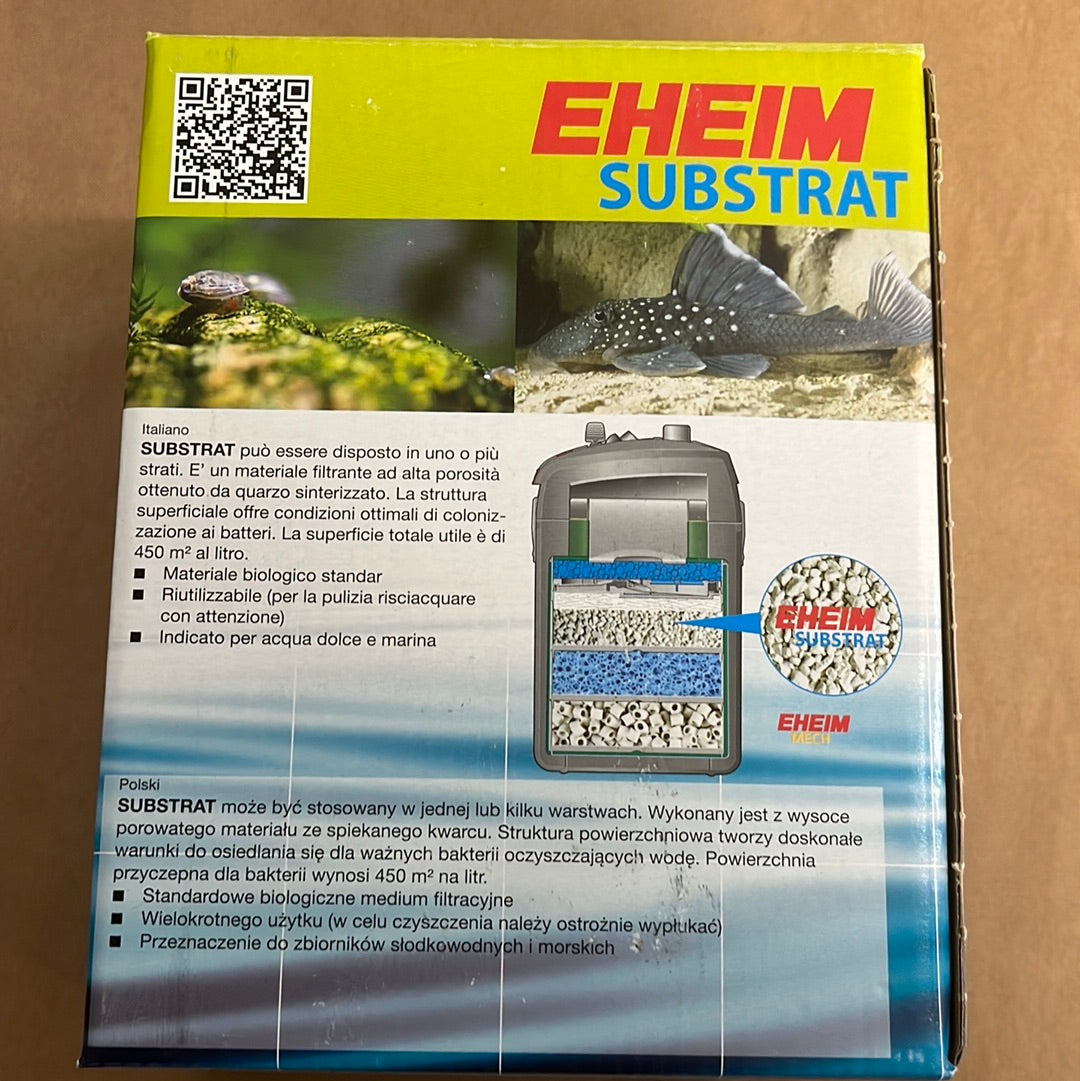 EHEIM
SUBSTRAT
Italiano
SUBSTRAT può essere disposto in uno o più
strati. E' un materiale filtrante ad alta porosità
ottenuto da quarzo sinterizzato. La struttura
superficiale offre condizioni ottimali di coloniz-
zazione ai batteri. La superficie totale utile è di
450 m² al litro.
■ Materiale biologico standar
■ Riutilizzabile (per la pulizia risciacquare
con attenzione)
■ Indicato per acqua dolce e marina
EHEIM
SUBSTRAT
EHEIM
MECH
Polski
SUBSTRAT może być stosowany w jednej lub kilku warstwach. Wykonany jest z wysoce
porowatego materiału ze spiekanego kwarcu. Struktura powierzchniowa tworzy doskonałe
warunki do osiedlania się dla ważnych bakterii oczyszczających wodę. Powierzchnia
przyczepna dla bakterii wynosi 450 m² na litr.
■ Standardowe biologiczne medium filtracyjne
■ Wielokrotnego użytku (w celu czyszczenia należy ostrożnie wypłukać)
■ Przeznaczenie do zbiorników słodkowodnych i morskich